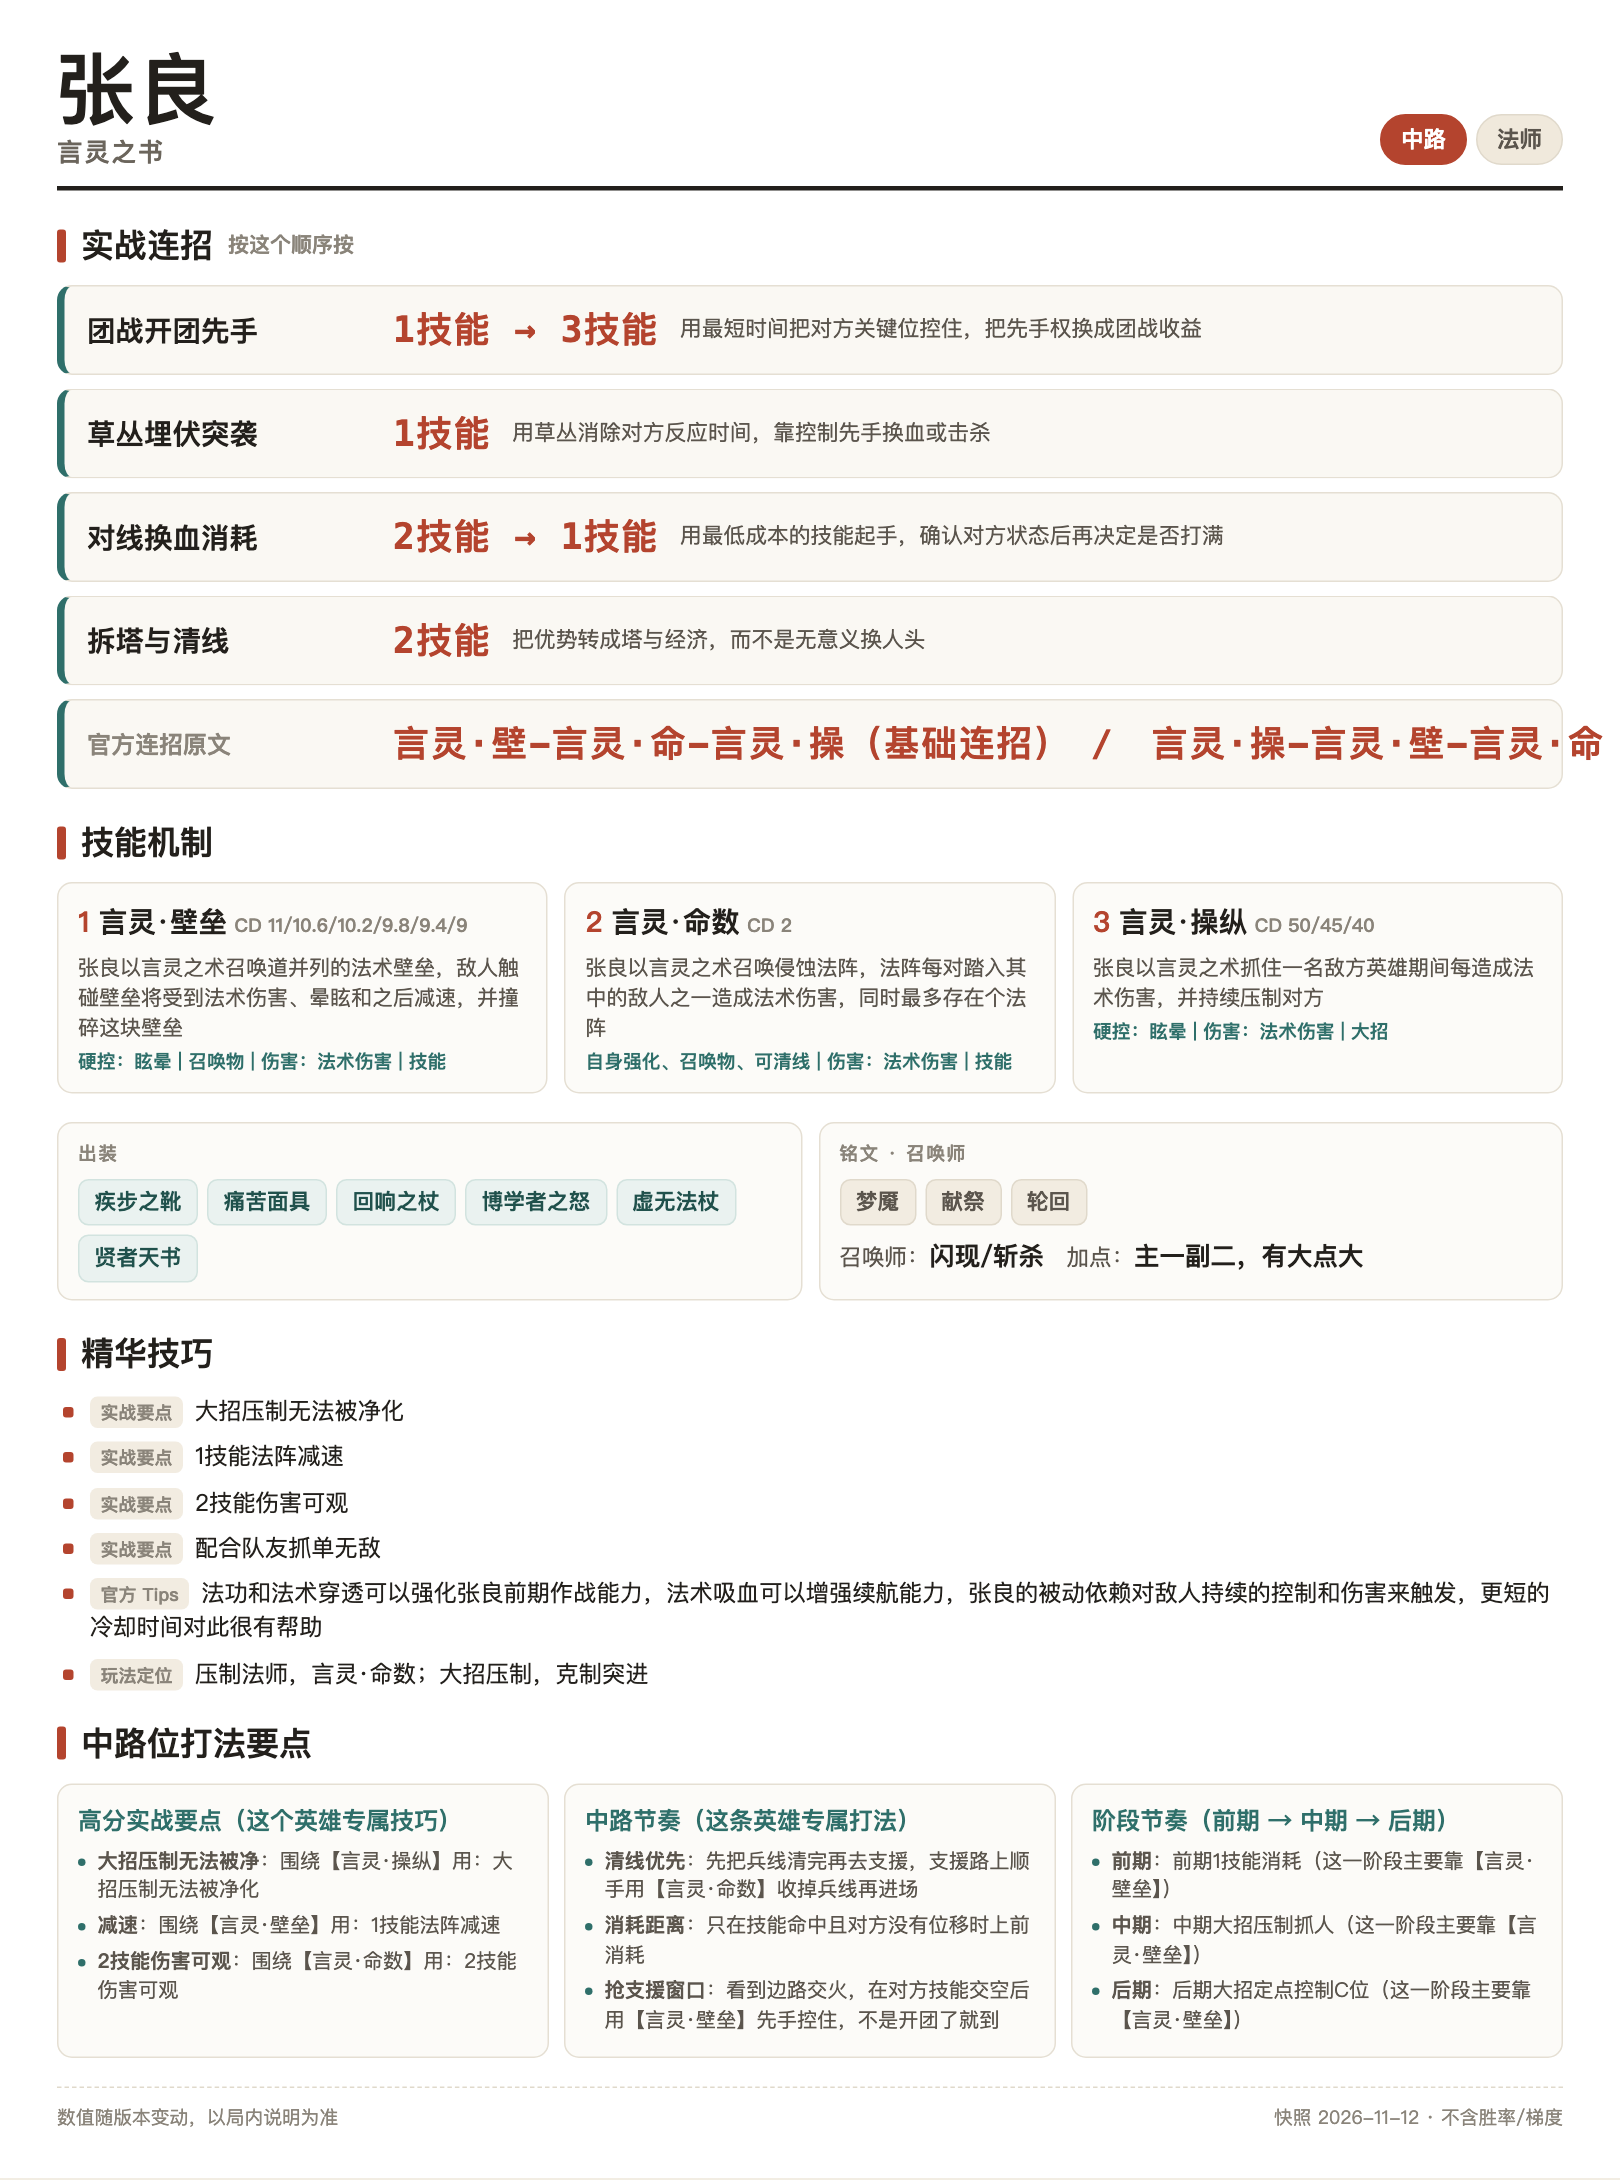 张良
言灵之书
中路 法师
实战连招 按这个顺序按
团战开团先手 1技能 → 3技能 用最短时间把对方关键位控住，把先手权换成团战收益
草丛埋伏突袭 1技能 用草丛消除对方反应时间，靠控制先手换血或击杀
对线换血消耗 2技能 → 1技能 用最低成本的技能起手，确认对方状态后再决定是否打满
拆塔与清线 2技能 把优势转成塔与经济，而不是无意义换人头
官方连招原文 言灵·壁–言灵·命–言灵·操（基础连招） / 言灵·操–言灵·壁–言灵·命
技能机制
1 言灵·壁垒 CD 11/10.6/10.2/9.8/9.4/9
张良以言灵之术召唤道并列的法术壁垒，敌人触
碰壁垒将受到法术伤害、晕眩和之后减速，并撞
碎这块壁垒
硬控：眩晕 | 召唤物 | 伤害：法术伤害 | 技能
2 言灵·命数 CD 2
张良以言灵之术召唤侵蚀法阵，法阵每对踏入其
中的敌人之一造成法术伤害，同时最多存在个法
阵
自身强化、召唤物、可清线 | 伤害：法术伤害 | 技能
3 言灵·操纵 CD 50/45/40
张良以言灵之术抓住一名敌方英雄期间每造成法
术伤害，并持续压制对方
硬控：眩晕 | 伤害：法术伤害 | 大招
出装
疾步之靴 痛苦面具 回响之杖 博学者之怒 虚无法杖
贤者天书
铭文 · 召唤师
梦魇 献祭 轮回
召唤师：闪现/斩杀 加点：主一副二，有大点大
精华技巧
实战要点 大招压制无法被净化
实战要点 1技能法阵减速
实战要点 2技能伤害可观
实战要点 配合队友抓单无敌
官方 Tips 法功和法术穿透可以强化张良前期作战能力，法术吸血可以增强续航能力，张良的被动依赖对敌人持续的控制和伤害来触发，更短的
冷却时间对此很有帮助
玩法定位 压制法师，言灵·命数；大招压制，克制突进
中路位打法要点
高分实战要点（这个英雄专属技巧）
大招压制无法被净：围绕【言灵·操纵】用：大
招压制无法被净化
减速：围绕【言灵·壁垒】用：1技能法阵减速
2技能伤害可观：围绕【言灵·命数】用：2技能
伤害可观
中路节奏（这条英雄专属打法）
清线优先：先把兵线清完再去支援，支援路上顺
手用【言灵·命数】收掉兵线再进场
消耗距离：只在技能命中且对方没有位移时上前
消耗
抢支援窗口：看到边路交火，在对方技能交空后
用【言灵·壁垒】先手控住，不是开团了就到
阶段节奏（前期 → 中期 → 后期）
前期：前期1技能消耗（这一阶段主要靠【言灵·
壁垒】）
中期：中期大招压制抓人（这一阶段主要靠【言
灵·壁垒】）
后期：后期大招定点控制C位（这一阶段主要靠
【言灵·壁垒】）
数值随版本变动，以局内说明为准
快照 2026–11–12 · 不含胜率/梯度